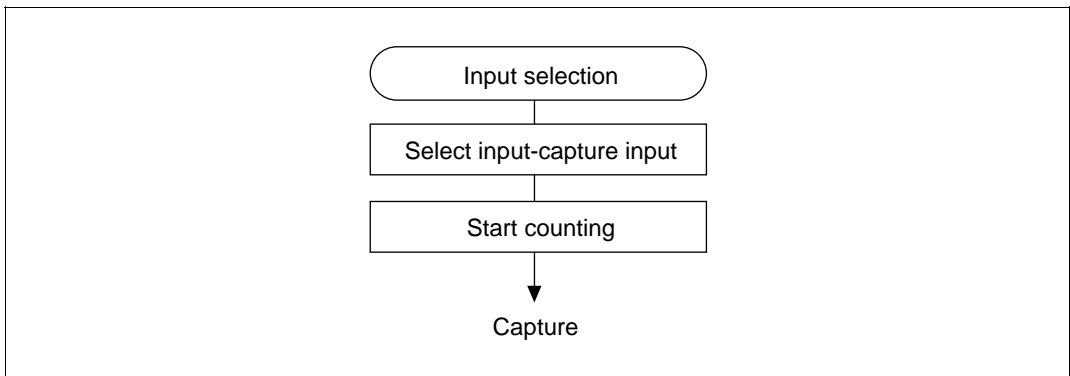 Input selection
Select input-capture input
Start counting
Capture